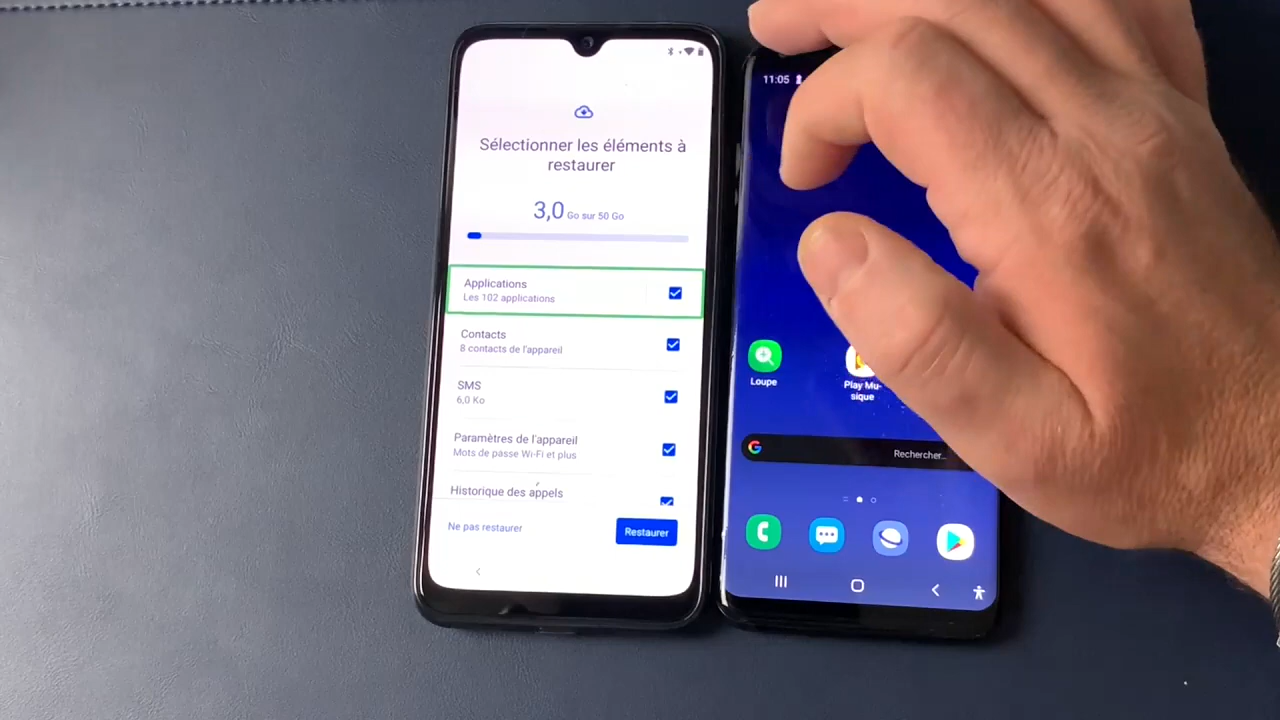 Sélectionner les éléments à
restaurer
3,0 Go sur 50 Go
Applications
Les 102 applications
Contacts
8 contacts de l'appareil
SMS
6,0 Ko
Paramètres de l'appareil
Mots de passe Wi-Fi et plus
Historique des appels
Ne pas restaurer
Restaurer
11:05
Loupe
Play Mu-
sique
Rechercher...